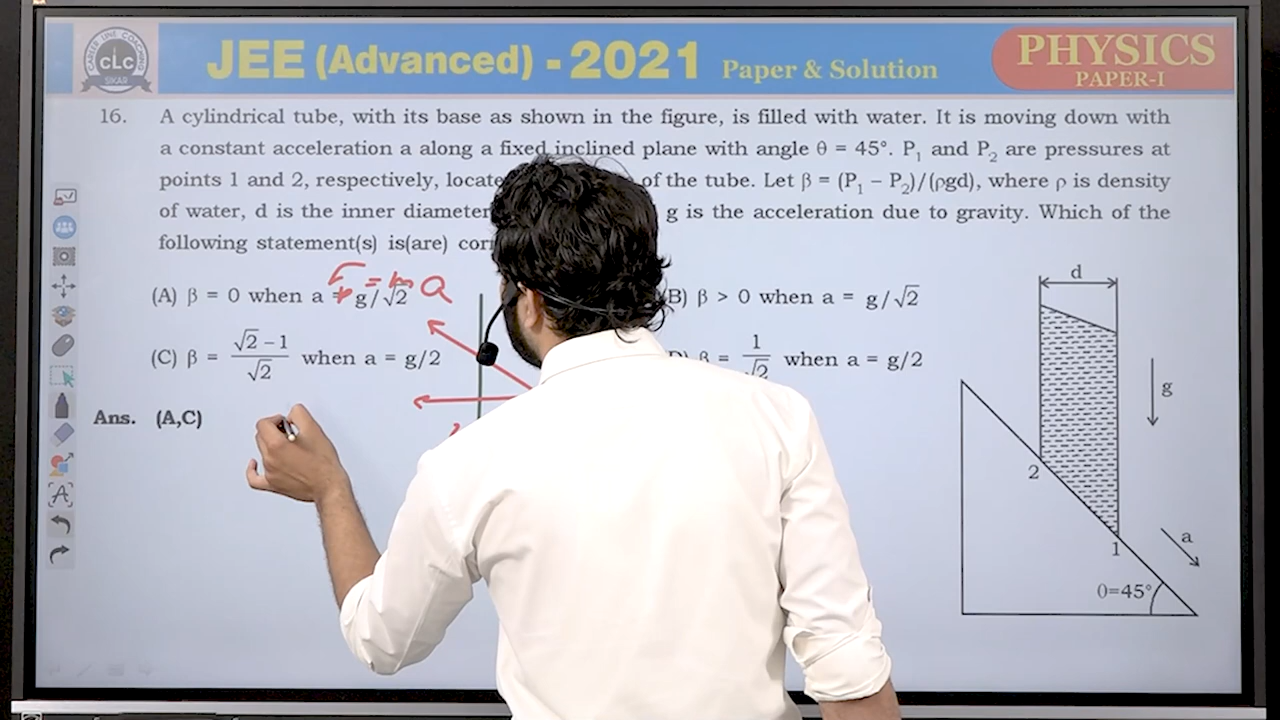 CAREER LINE COACHING
cLc
SIKAR
JEE (Advanced) - 2021 Paper & Solution
PHYSICS
PAPER-I
16. A cylindrical tube, with its base as shown in the figure, is filled with water. It is moving down with
a constant acceleration a along a fixed inclined plane with angle θ = 45°. P₁ and P₂ are pressures at
points 1 and 2, respectively, locate of the tube. Let β = (P₁ – P₂)/(ρgd), where ρ is density
of water, d is the inner diameter g is the acceleration due to gravity. Which of the
following statement(s) is(are) corr
F = ma
(A) β = 0 when a = g/√2
B) β > 0 when a = g/√2
(C) β = (√2 – 1)/√2 when a = g/2
D) β = 1/√2 when a = g/2
Ans. (A,C)
d
g
2
1
a
θ=45°
A